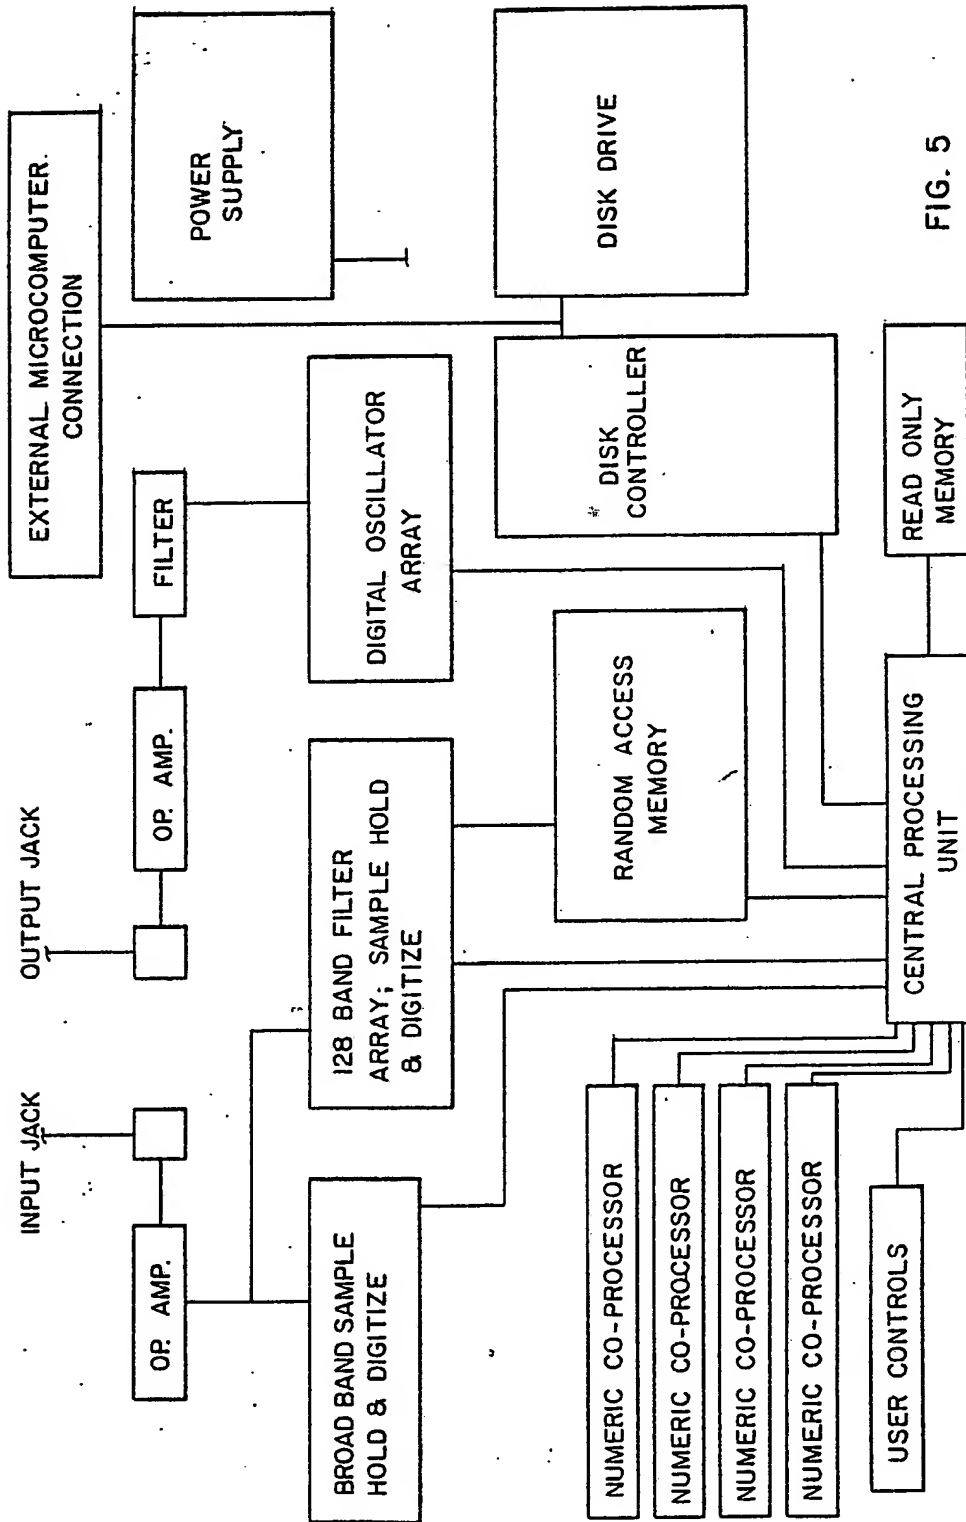 INPUT JACK
OUTPUT JACK
EXTERNAL MICROCOMPUTER.
CONNECTION
OP. AMP.
OP. AMP.
FILTER
POWER
SUPPLY
BROAD BAND SAMPLE
HOLD & DIGITIZE
128 BAND FILTER
ARRAY; SAMPLE HOLD
& DIGITIZE
DIGITAL OSCILLATOR
ARRAY
RANDOM ACCESS
MEMORY
DISK
CONTROLLER
DISK DRIVE
NUMERIC CO-PROCESSOR
NUMERIC CO-PROCESSOR
NUMERIC CO-PROCESSOR
NUMERIC CO-PROCESSOR
USER CONTROLS
CENTRAL PROCESSING
UNIT
READ ONLY
MEMORY
FIG. 5